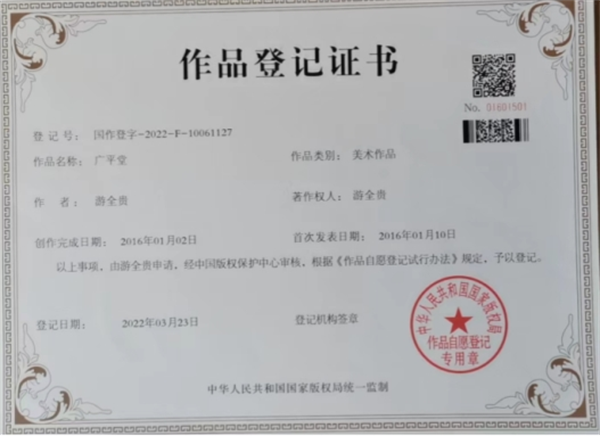 作品登记证书
No. 01601501
登 记 号: 国作登字-2022-F-10061127
作品名称: 广平堂 作品类别: 美术作品
作 者: 游全贵 著作权人: 游全贵
创作完成日期: 2016年01月02日 首次发表日期: 2016年01月10日
以上事项，由游全贵申请，经中国版权保护中心审核，根据《作品自愿登记试行办法》规定，予以登记。
登记日期: 2022年03月23日 登记机构签章
中华人民共和国国家版权局
作品自愿登记
专用章
中华人民共和国国家版权局统一监制